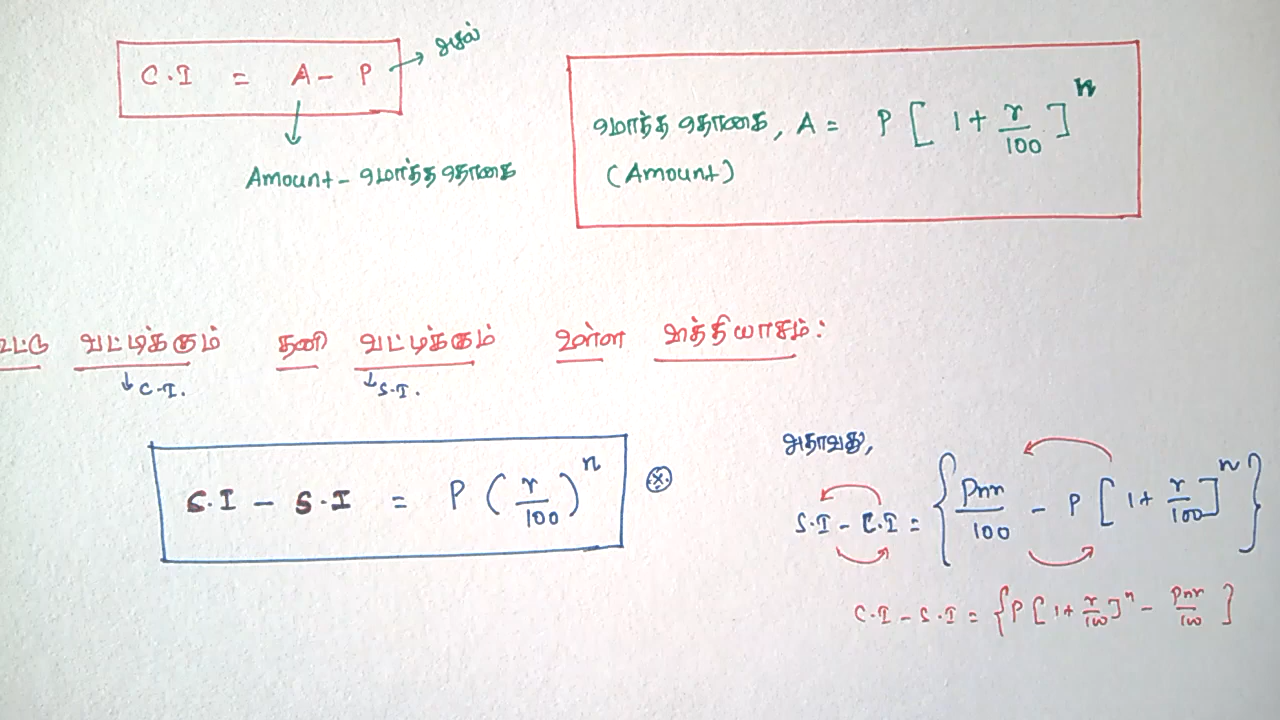 C.I = A - P → அசல்
Amount - மொத்த தொகை
மொத்த தொகை, A = P [ 1 + r/100 ]^n
(Amount)
வட்டிக்கும் தனி வட்டிக்கும் உள்ள வித்தியாசம் :
↓ C.I. ↓ S.I.
S.I - S.I = P ( r/100 )^n
அதாவது,
S.I - C.I = { Pnr/100 - P [ 1 + r/100 ]^n }
C.I - S.I = { P [ 1 + r/100 ]^n - Pnr/100 }